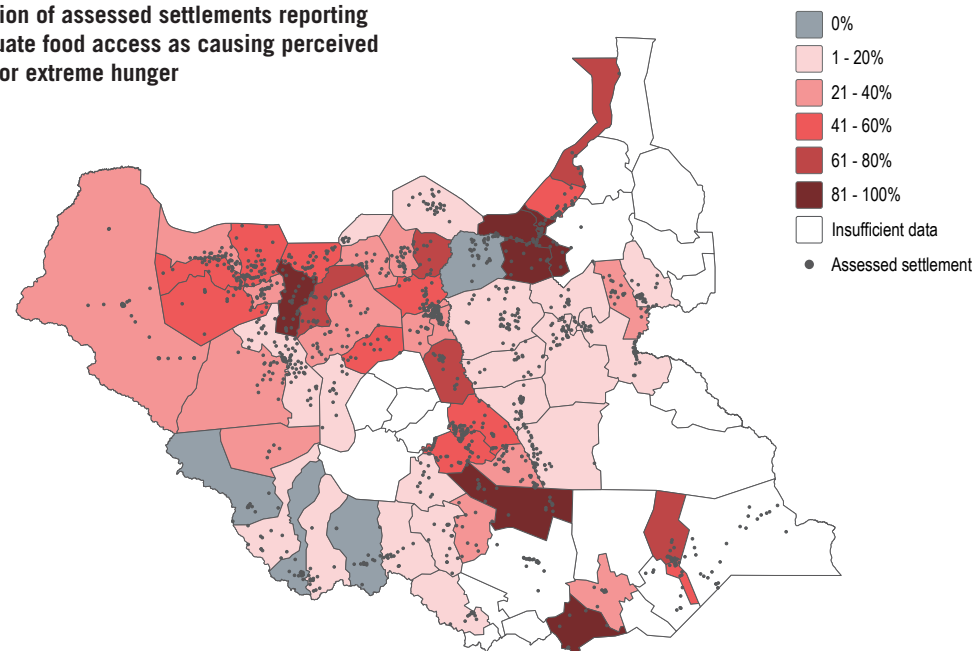 ion of assessed settlements reporting
uate food access as causing perceived
or extreme hunger
0%
1 - 20%
21 - 40%
41 - 60%
61 - 80%
81 - 100%
Insufficient data
Assessed settlement